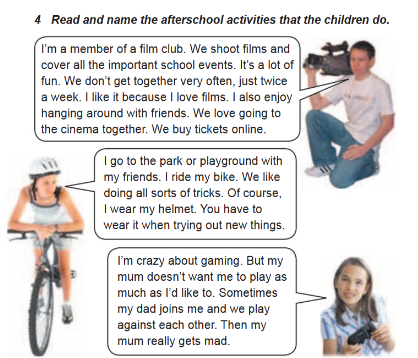 4 Read and name the afterschool activities that the children do.
I'm a member of a film club. We shoot films and
cover all the important school events. It's a lot of
fun. We don't get together very often, just twice
a week. I like it because I love films. I also enjoy
hanging around with friends. We love going to
the cinema together. We buy tickets online.
I go to the park or playground with
my friends. I ride my bike. We like
doing all sorts of tricks. Of course,
I wear my helmet. You have to
wear it when trying out new things.
I'm crazy about gaming. But my
mum doesn't want me to play as
much as I'd like to. Sometimes
my dad joins me and we play
against each other. Then my
mum really gets mad.